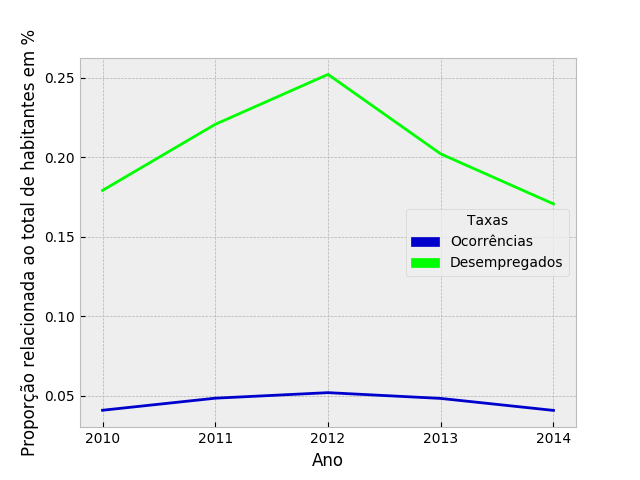 Proporção relacionada ao total de habitantes em %
0.25
0.20
0.15
0.10
0.05
Taxas
Ocorrências
Desempregados
2010 2011 2012 2013 2014
Ano